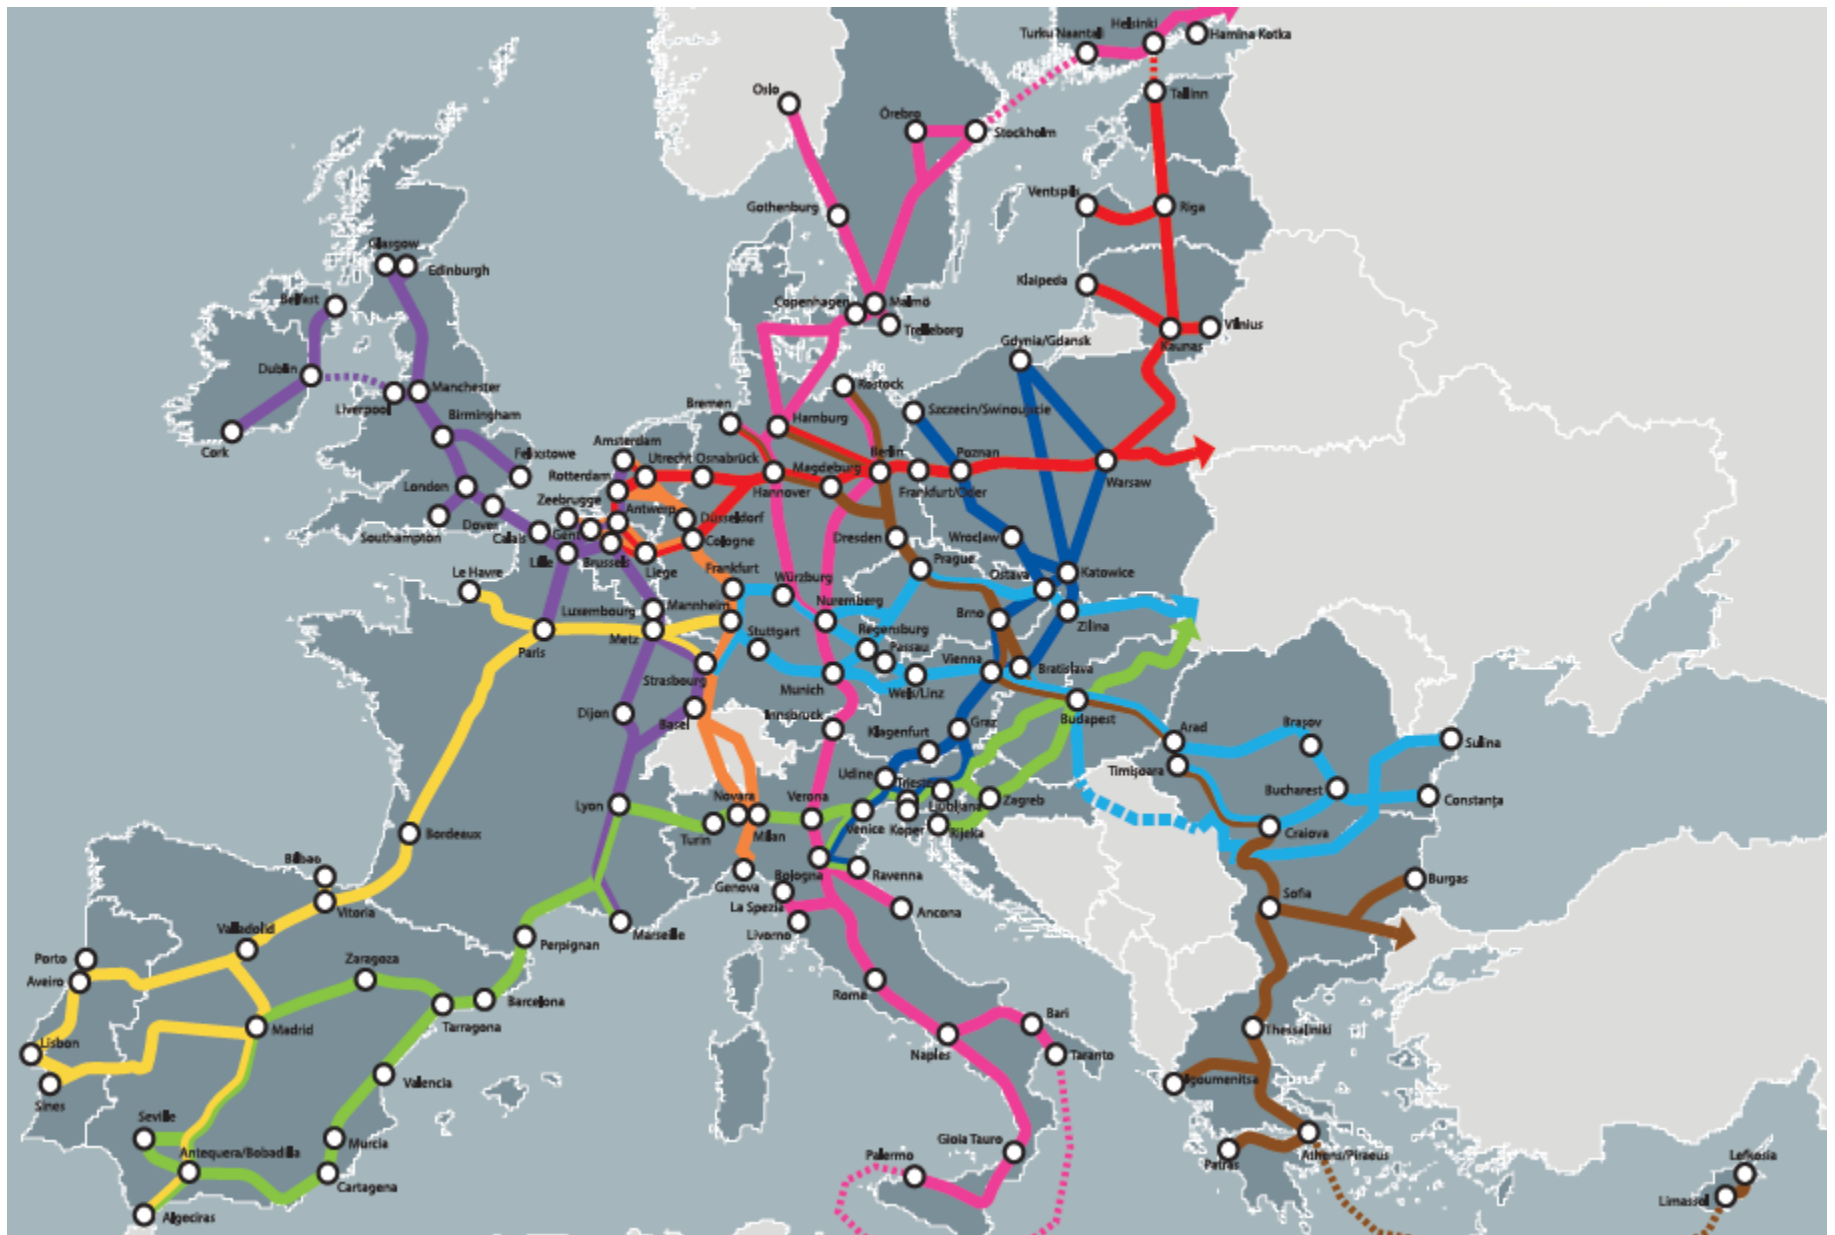 Helsinki
Turku Naantali
Hamina Kotka
Oslo
Tallinn
Örebro
Stockholm
Ventspils
Riga
Gothenburg
Glasgow
Edinburgh
Klaipeda
Belfast
Copenhagen
Malmö
Trelleborg
Vilnius
Gdynia/Gdansk
Kaunas
Dublin
Manchester
Rostock
Liverpool
Birmingham
Bremen
Szczecin/Swinoujscie
Hamburg
Cork
Amsterdam
Felixstowe
Utrecht
Osnabrück
Magdeburg
Berlin
Poznan
Rotterdam
London
Hannover
Frankfurt/Oder
Warsaw
Zeebrugge
Antwerp
Düsseldorf
Dover
Southampton
Calais
Gent
Cologne
Dresden
Wroclaw
Lille
Brussels
Liege
Prague
Le Havre
Frankfurt
Würzburg
Ostava
Katowice
Luxembourg
Mannheim
Nuremberg
Brno
Zilina
Paris
Metz
Stuttgart
Regensburg
Passau
Vienna
Bratislava
Strasbourg
Munich
Wels/Linz
Dijon
Basel
Innsbruck
Graz
Budapest
Klagenfurt
Arad
Braşov
Sulina
Udine
Timişoara
Trieste
Bucharest
Lyon
Novara
Verona
Ljubljana
Zagreb
Constanţa
Bordeaux
Turin
Milan
Venice
Koper
Rijeka
Craiova
Bilbao
Genova
Bologna
Ravenna
Burgas
Vitoria
La Spezia
Ancona
Sofia
Valladolid
Marseille
Livorno
Perpignan
Porto
Zaragoza
Aveiro
Barcelona
Rome
Madrid
Tarragona
Bari
Thessaliniki
Lisbon
Naples
Taranto
Valencia
Igoumenitsa
Sines
Seville
Murcia
Gioia Tauro
Antequera/Bobadilla
Palermo
Patras
Athens/Piraeus
Lefkosia
Cartagena
Limassol
Algeciras